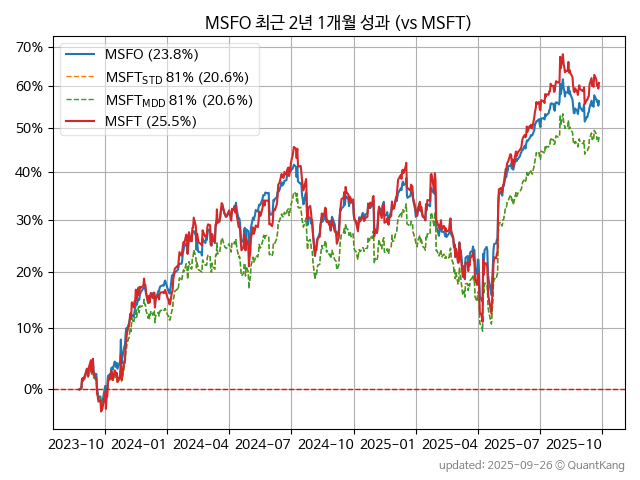 MSFO 최근 2년 1개월 성과 (vs MSFT)
MSFO (23.8%)
MSFT_STD 81% (20.6%)
MSFT_MDD 81% (20.6%)
MSFT (25.5%)
70%
60%
50%
40%
30%
20%
10%
0%
2023-10 2024-01 2024-04 2024-07 2024-10 2025-01 2025-04 2025-07 2025-10
updated: 2025-09-26 © QuantKang